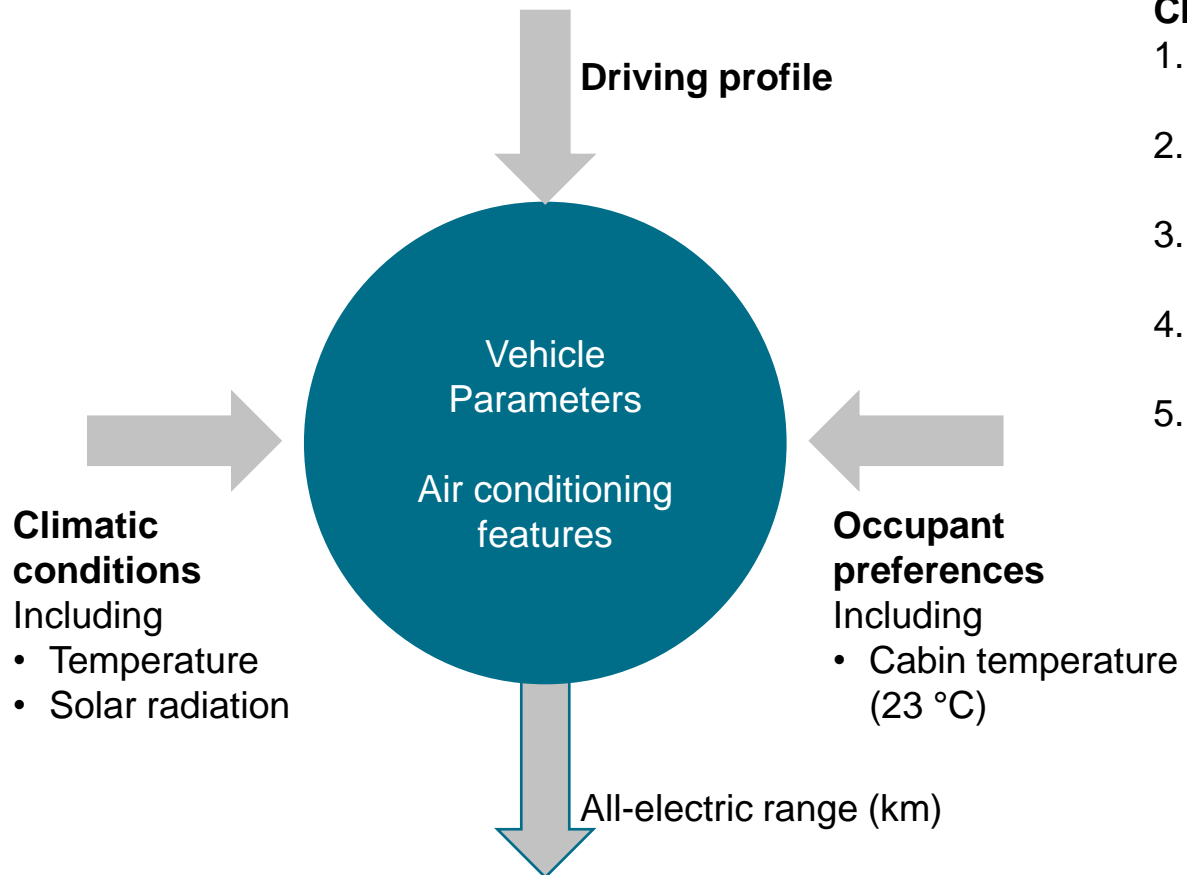 Driving profile
Vehicle
Parameters
Air conditioning
features
Climatic
conditions
Including
• Temperature
• Solar radiation
Occupant
preferences
Including
• Cabin temperature
(23 °C)
All-electric range (km)
1.
2.
3.
4.
5.